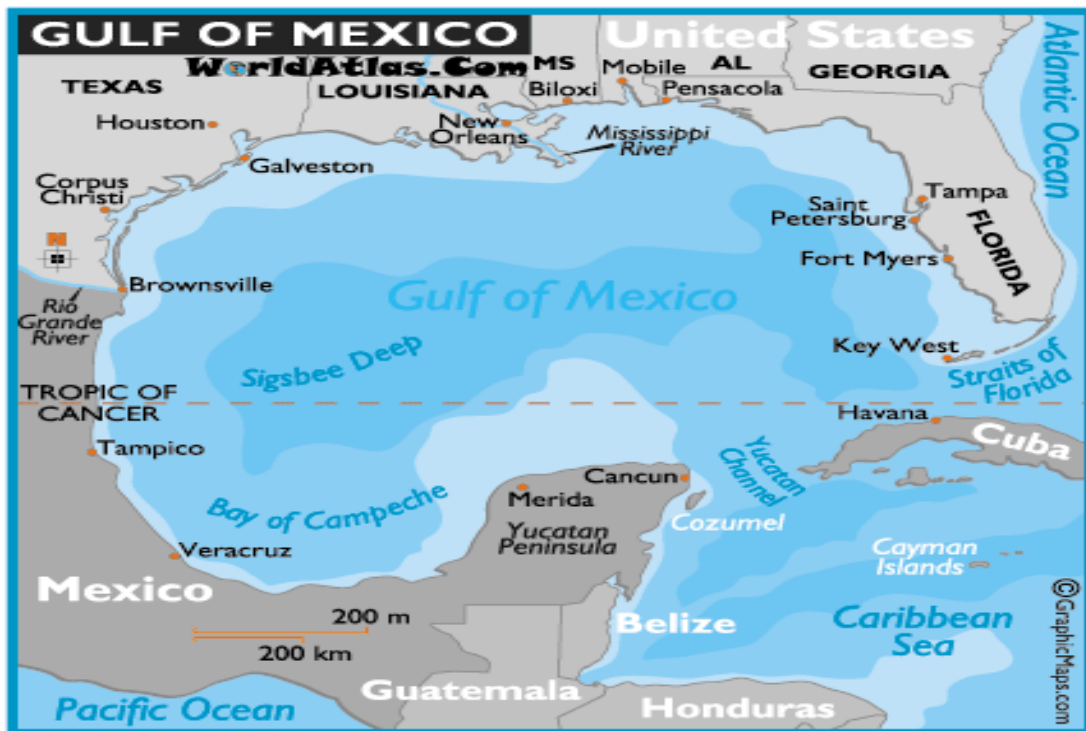 GULF OF MEXICO
United States
WorldAtlas.Com
MS
AL
Mobile
GEORGIA
TEXAS
LOUISIANA
Biloxi
Pensacola
Atlantic Ocean
Houston
New
Orleans
Mississippi
River
Galveston
Corpus
Christi
Tampa
Saint
Petersburg
FLORIDA
N
Fort Myers
Brownsville
Gulf of Mexico
Rio
Grande
River
Sigsbee Deep
Key West
Straits of
Florida
TROPIC OF
CANCER
Havana
Cuba
Tampico
Yucatan
Channel
Cancun
Merida
Bay of Campeche
Cozumel
Yucatan
Peninsula
Veracruz
Cayman
Islands
Mexico
200 m
200 km
Belize
Caribbean
Sea
©GraphicMaps.com
Guatemala
Honduras
Pacific Ocean